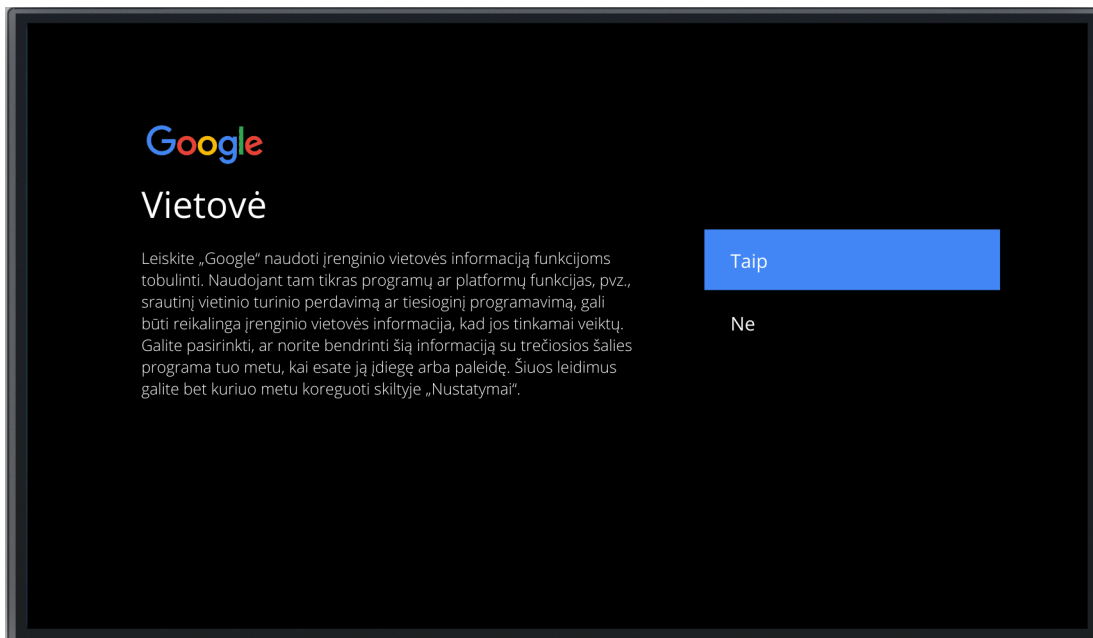 Google
Vietovė
Leiskite „Google“ naudoti įrenginio vietovės informaciją funkcijoms
tobulinti. Naudojant tam tikras programų ar platformų funkcijas, pvz.,
srautinį vietinio turinio perdavimą ar tiesioginį programavimą, gali
būti reikalinga įrenginio vietovės informacija, kad jos tinkamai veiktų.
Galite pasirinkti, ar norite bendrinti šią informaciją su trečiosios šalies
programa tuo metu, kai esate ją įdiegę arba paleidę. Šiuos leidimus
galite bet kuriuo metu koreguoti skiltyje „Nustatymai“.
Taip
Ne